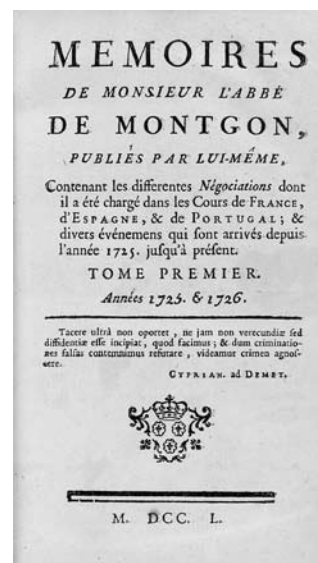 MEMOIRES
DE MONSIEUR L'ABBÉ
DE MONTGON,
PUBLIÉS PAR LUI-MÊME,
Contenant les differentes Négociations dont
il a été chargé dans les Cours de FRANCE,
d'ESPAGNE, & de PORTUGAL; &
divers événemens qui sont arrivés depuis
l'année 1725. jusqu'à présent.
TOME PREMIER.
Années 1725. & 1726.
Tacere ultrà non oportet, ne jam non verecundiæ sed
diffidentiæ esse incipiat, quod facimus; & dum criminatio-
nes falsas contemnimus refutare, videamur crimen agnos-
cere.
CYPRIAN. ad DEMET.
M. DCC. L.